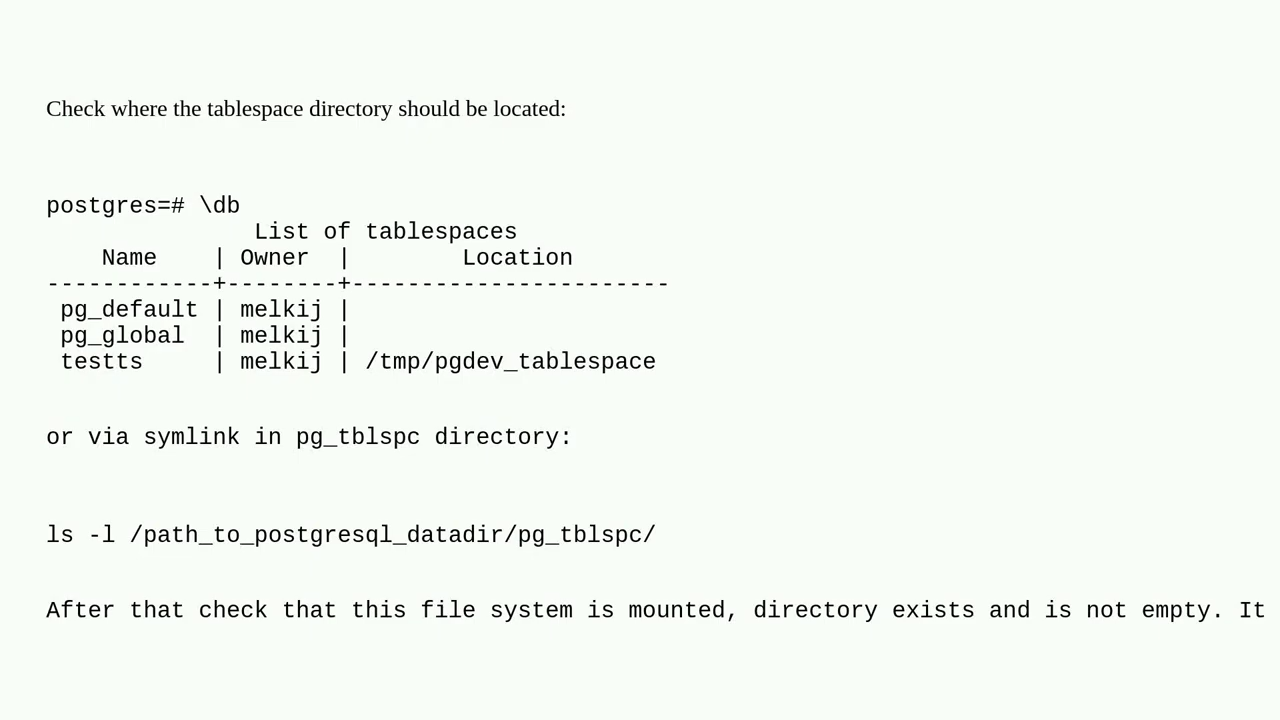 Check where the tablespace directory should be located:
postgres=# \db
                List of tablespaces
    Name    | Owner  |        Location
------------+--------+-----------------------
 pg_default | melkij |
 pg_global  | melkij |
 testts     | melkij | /tmp/pgdev_tablespace
or via symlink in pg_tblspc directory:
ls -l /path_to_postgresql_datadir/pg_tblspc/
After that check that this file system is mounted, directory exists and is not empty. It